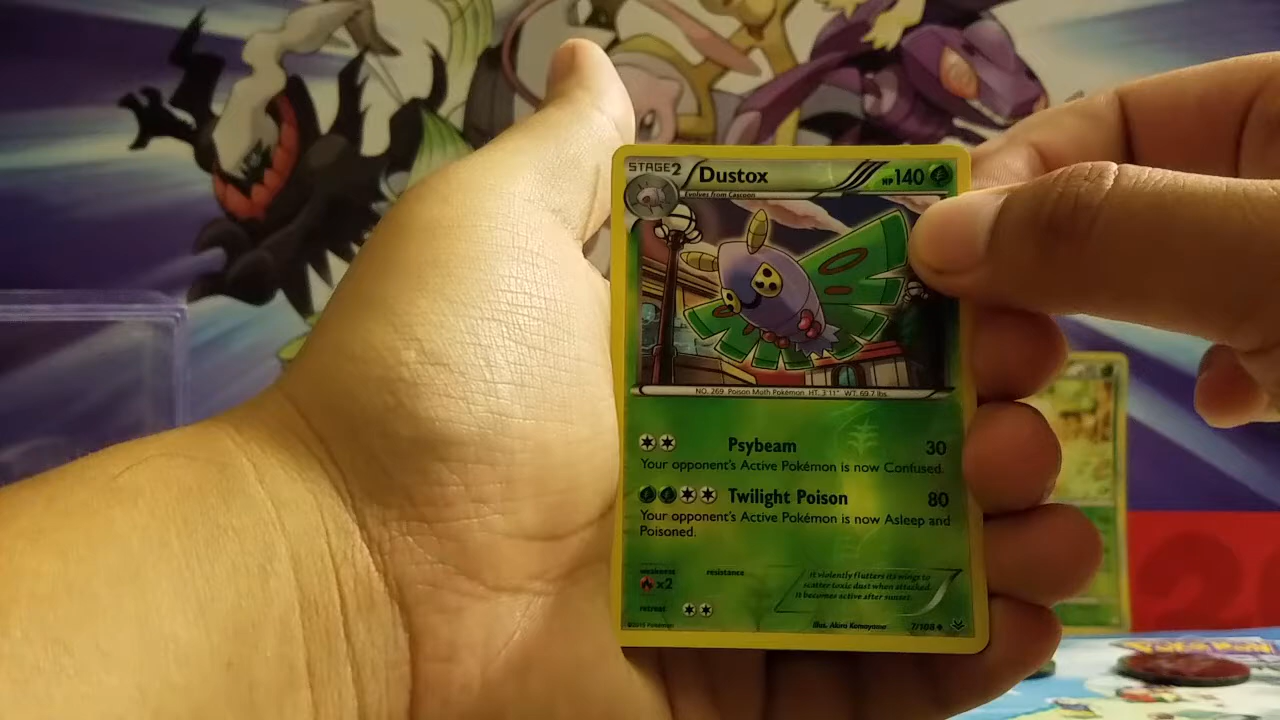 STAGE2 Dustox HP 140
Evolves from Cascoon
NO. 269 Poison Moth Pokémon HT. 3'11" WT. 69.7 lbs.
Psybeam 30
Your opponent's Active Pokémon is now Confused.
Twilight Poison 80
Your opponent's Active Pokémon is now Asleep and
Poisoned.
weakness resistance
x2
It violently flutters its wings to
scatter toxic dust when attacked.
It becomes active after sunset.
retreat
©2015 Pokémon Illus. Akira Komayama 7/108